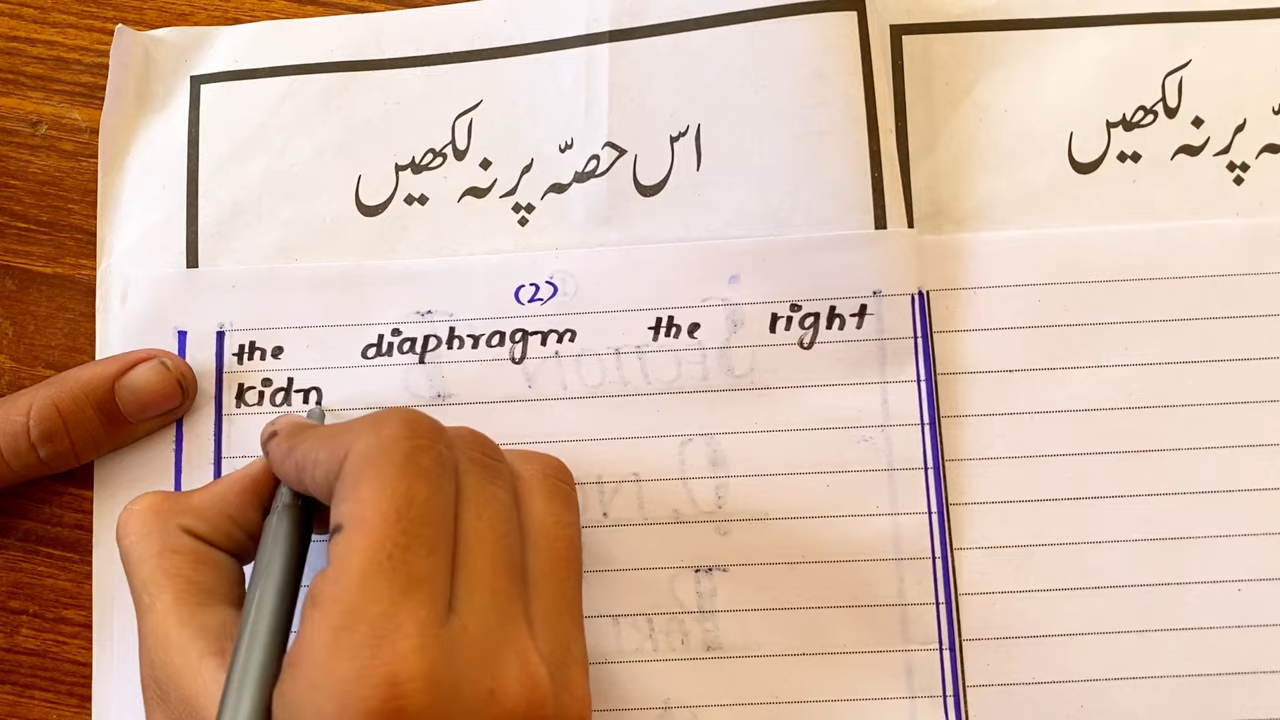 اس حصّہ پر نہ لکھیں
ہ پر نہ لکھیں
(2)
the diaphragm the right
kidn